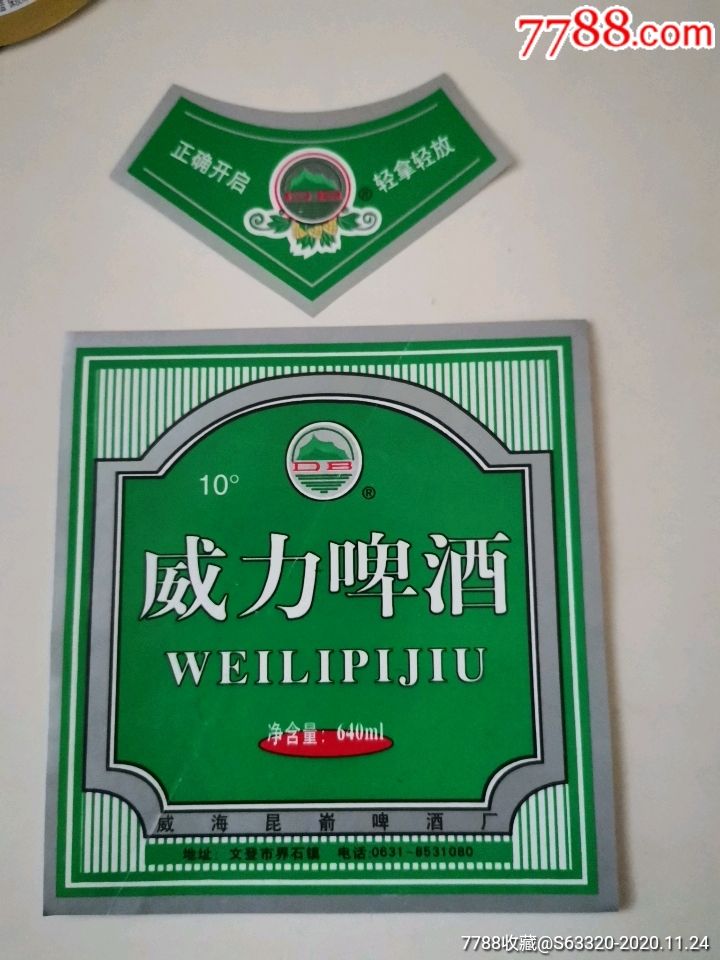 7788.com
正确开启
轻拿轻放
®
DB
®
10°
威力啤酒
WEILIPIJIU
净含量：640ml
威海昆嵛啤酒厂
地址：文登市界石镇 电话:0631-8531080
7788收藏@S63320-2020.11.24